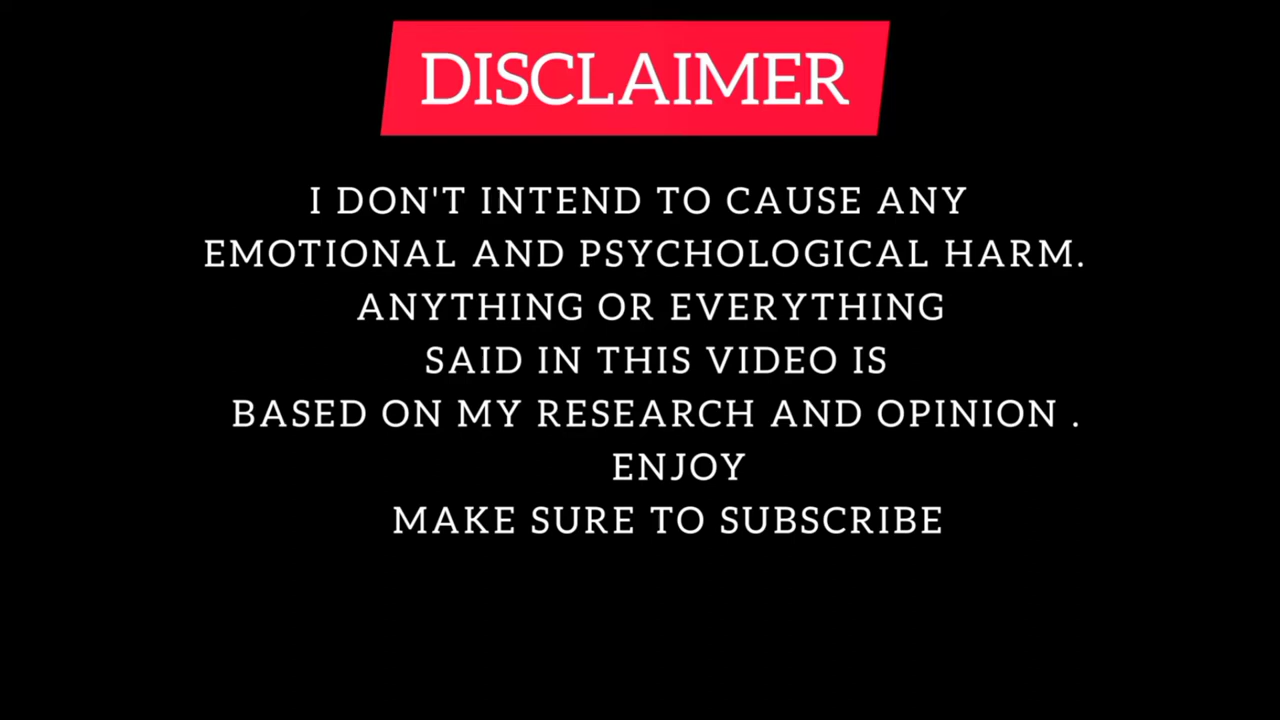 DISCLAIMER
I DON'T INTEND TO CAUSE ANY
EMOTIONAL AND PSYCHOLOGICAL HARM.
ANYTHING OR EVERYTHING
SAID IN THIS VIDEO IS
BASED ON MY RESEARCH AND OPINION .
ENJOY
MAKE SURE TO SUBSCRIBE